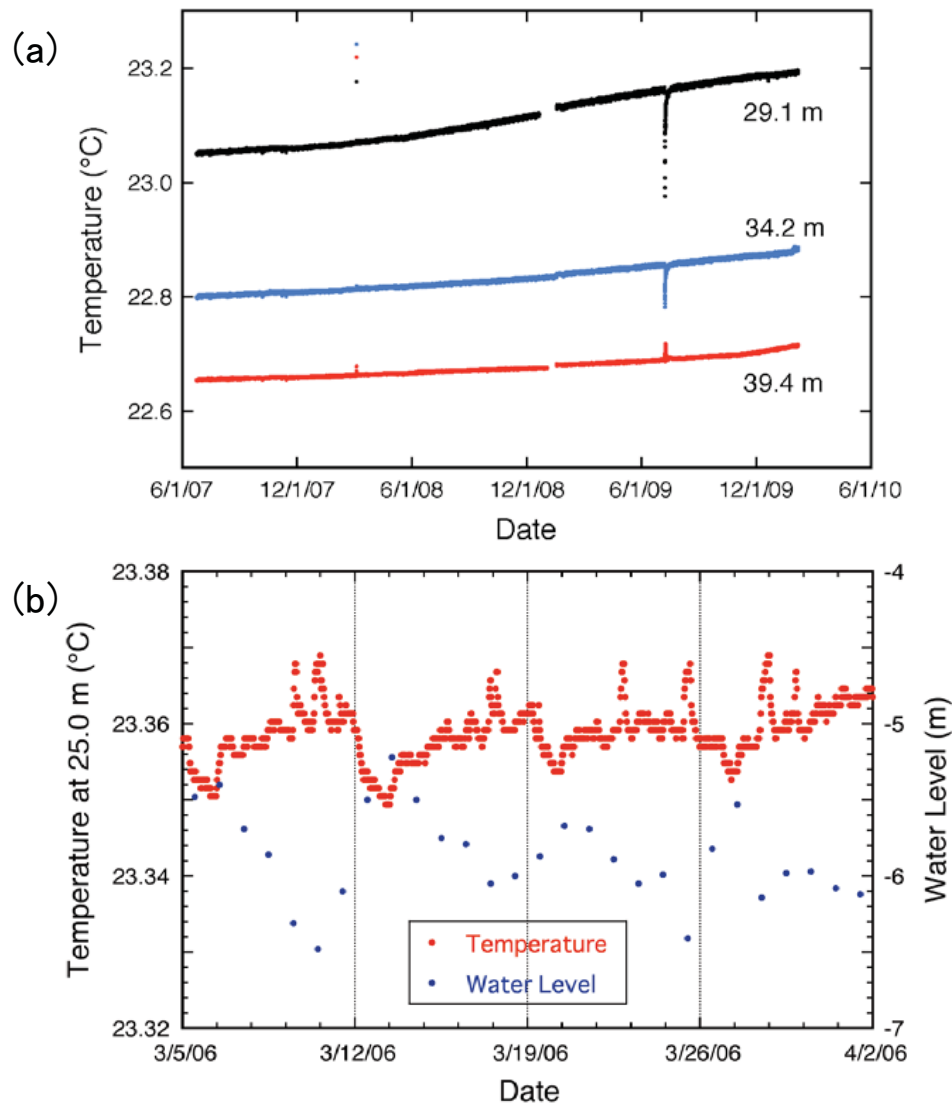 (a)
Temperature (°C)
23.2
23.0
22.8
22.6
29.1 m
34.2 m
39.4 m
6/1/07 12/1/07 6/1/08 12/1/08 6/1/09 12/1/09 6/1/10
Date
(b)
Temperature at 25.0 m (°C)
23.38
23.36
23.34
23.32
-4
-5
-6
-7
Water Level (m)
Temperature
Water Level
3/5/06 3/12/06 3/19/06 3/26/06 4/2/06
Date